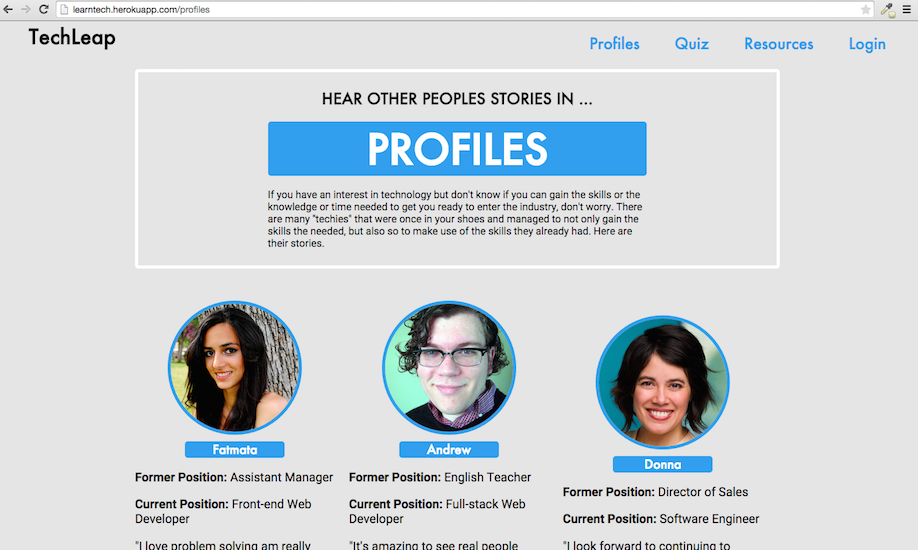 learntech.herokuapp.com/profiles
TechLeap
Profiles Quiz Resources Login
HEAR OTHER PEOPLES STORIES IN ...
PROFILES
If you have an interest in technology but don't know if you can gain the skills or the
knowledge or time needed to get you ready to enter the industry, don't worry. There
are many "techies" that were once in your shoes and managed to not only gain the
skills the needed, but also so to make use of the skills they already had. Here are
their stories.
Fatmata
Former Position: Assistant Manager
Current Position: Front-end Web
Developer
"I love problem solving am really
Andrew
Former Position: English Teacher
Current Position: Full-stack Web
Developer
"It's amazing to see real people
Donna
Former Position: Director of Sales
Current Position: Software Engineer
"I look forward to continuing to